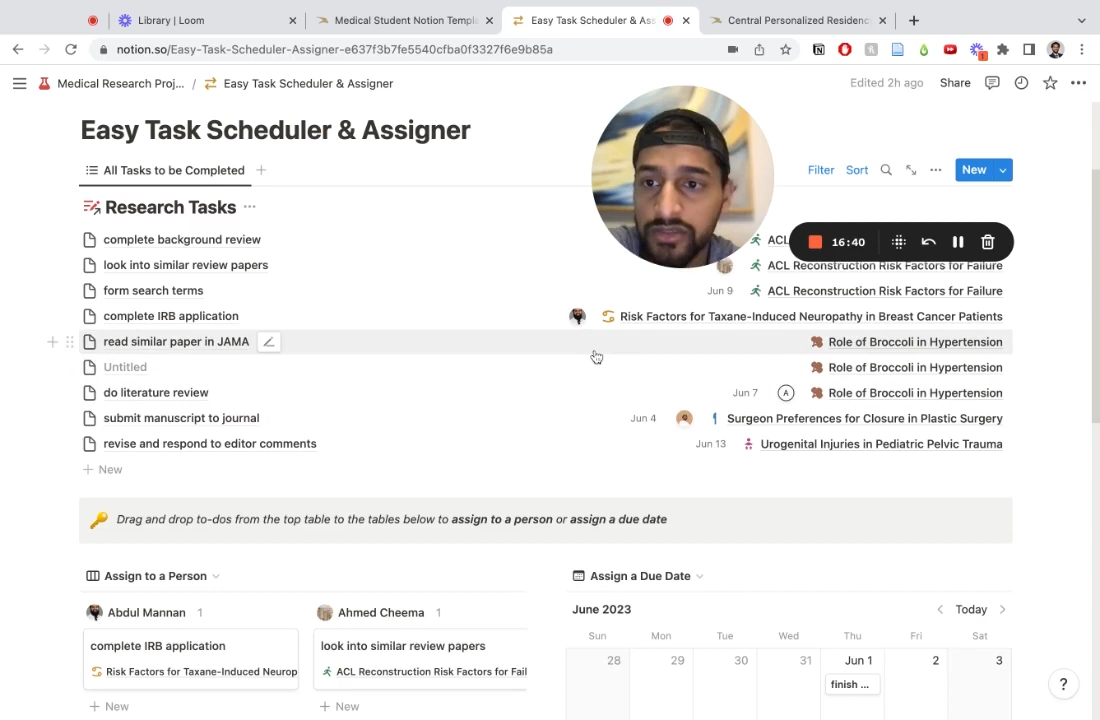 Library | Loom
Medical Student Notion Templa
Easy Task Scheduler & Ass
Central Personalized Residenc
notion.so/Easy-Task-Scheduler-Assigner-e637f3b7fe5540cfba0f3327f6e9b85a
1
Medical Research Proj... / Easy Task Scheduler & Assigner
Edited 2h ago
Share
Easy Task Scheduler & Assigner
All Tasks to be Completed
Filter
Sort
New
Research Tasks
16:40
complete background review
ACL
look into similar review papers
ACL Reconstruction Risk Factors for Failure
form search terms
Jun 9
ACL Reconstruction Risk Factors for Failure
complete IRB application
Risk Factors for Taxane-Induced Neuropathy in Breast Cancer Patients
read similar paper in JAMA
Role of Broccoli in Hypertension
Untitled
Role of Broccoli in Hypertension
do literature review
Jun 7
A
Role of Broccoli in Hypertension
submit manuscript to journal
Jun 4
Surgeon Preferences for Closure in Plastic Surgery
revise and respond to editor comments
Jun 13
Urogenital Injuries in Pediatric Pelvic Trauma
+ New
Drag and drop to-dos from the top table to the tables below to assign to a person or assign a due date
Assign to a Person
Abdul Mannan 1
Ahmed Cheema 1
complete IRB application
Risk Factors for Taxane-Induced Neurop
look into similar review papers
ACL Reconstruction Risk Factors for Fail
+ New
+ New
Assign a Due Date
June 2023
Today
Sun Mon Tue Wed Thu Fri Sat
28 29 30 31 Jun 1 2 3
finish ...
?